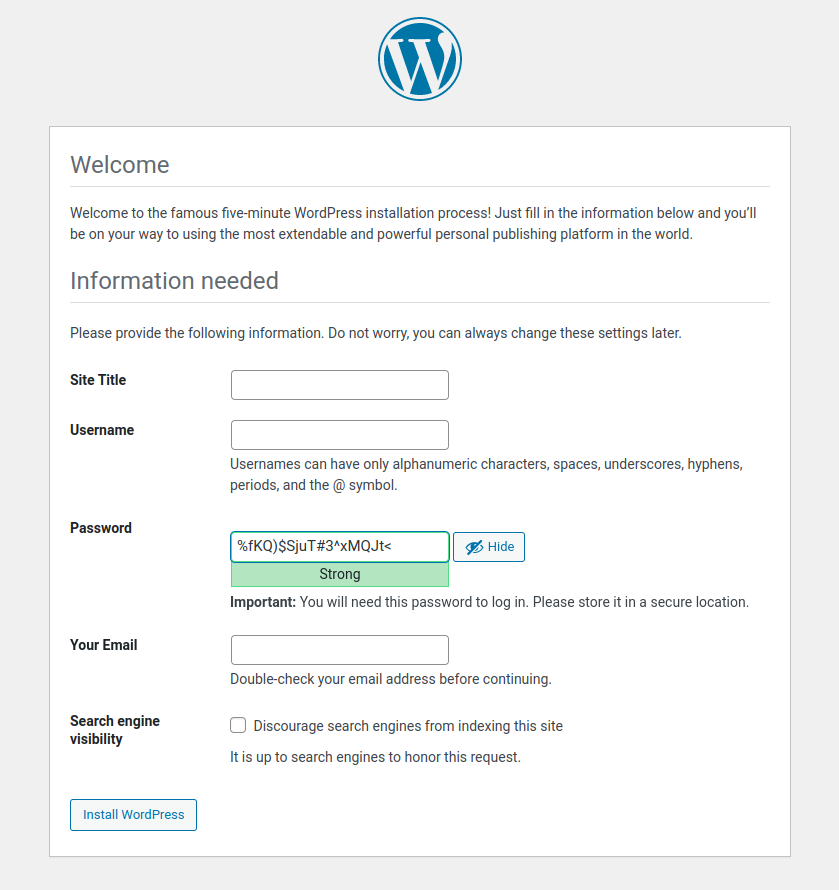 Welcome
Welcome to the famous five-minute WordPress installation process! Just fill in the information below and you’ll
be on your way to using the most extendable and powerful personal publishing platform in the world.
Information needed
Please provide the following information. Do not worry, you can always change these settings later.
Site Title
Username
Usernames can have only alphanumeric characters, spaces, underscores, hyphens,
periods, and the @ symbol.
Password
%fKQ)$SjuT#3^xMQJt<
Hide
Strong
Important: You will need this password to log in. Please store it in a secure location.
Your Email
Double-check your email address before continuing.
Search engine
visibility
Discourage search engines from indexing this site
It is up to search engines to honor this request.
Install WordPress